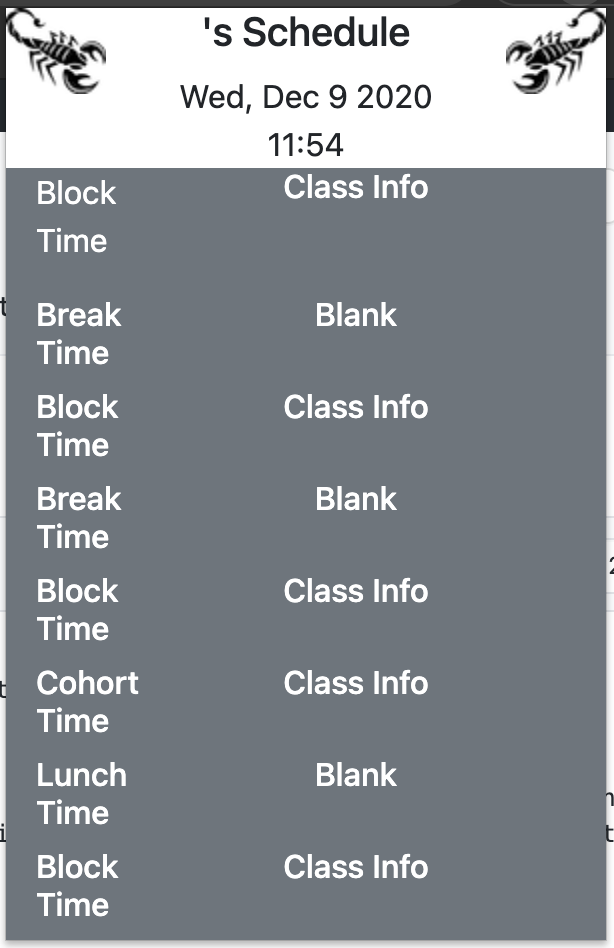 's Schedule
Wed, Dec 9 2020
11:54
Block Class Info
Time
Break Blank
Time
Block Class Info
Time
Break Blank
Time
Block Class Info
Time
Cohort Class Info
Time
Lunch Blank
Time
Block Class Info
Time